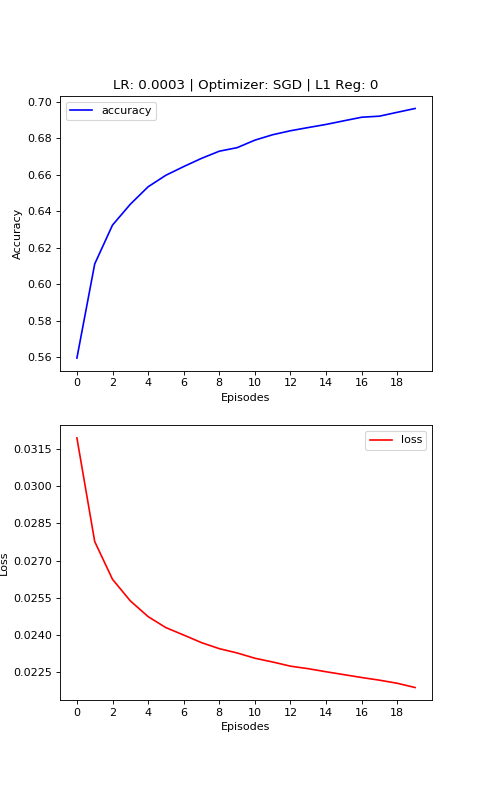 LR: 0.0003 | Optimizer: SGD | L1 Reg: 0
accuracy
0.70
0.68
0.66
0.64
0.62
0.60
0.58
0.56
Accuracy
0 2 4 6 8 10 12 14 16 18
Episodes
loss
0.0315
0.0300
0.0285
0.0270
0.0255
0.0240
0.0225
Loss
0 2 4 6 8 10 12 14 16 18
Episodes